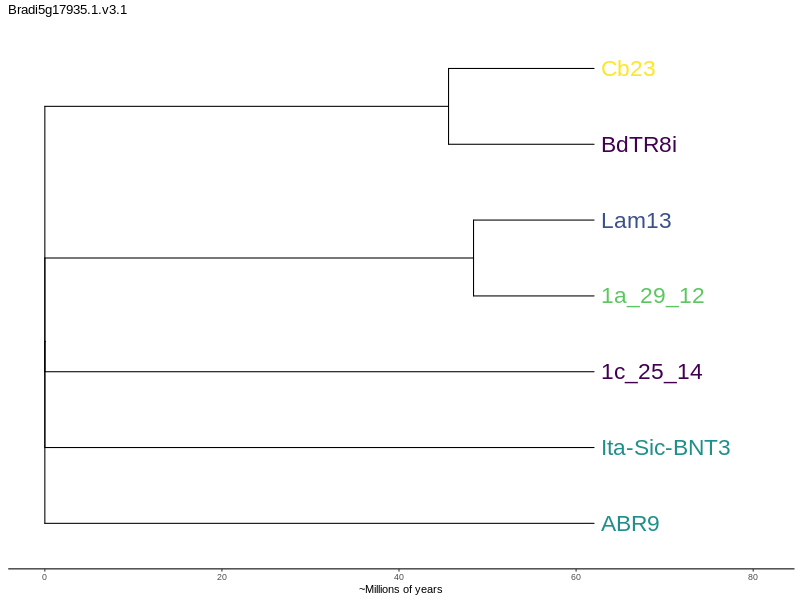 Bradi5g17935.1.v3.1
Cb23
BdTR8i
Lam13
1a_29_12
1c_25_14
Ita-Sic-BNT3
ABR9
0 20 40 60 80
~Millions of years